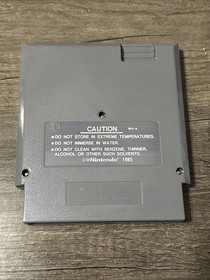 CAUTION
•DO NOT STORE IN EXTREME TEMPERATURES.
•DO NOT IMMERSE IN WATER.
•DO NOT CLEAN WITH BENZENE, THINNER,
ALCOHOL OR OTHER SUCH SOLVENTS.
©Nintendo 1985